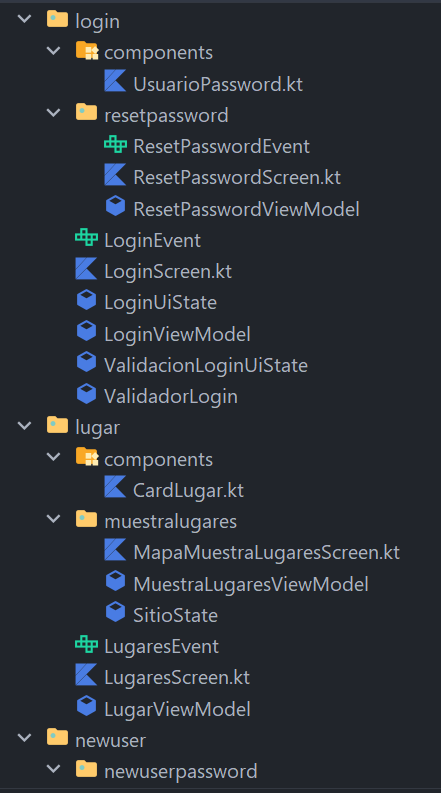 login
components
UsuarioPassword.kt
resetpassword
ResetPasswordEvent
ResetPasswordScreen.kt
ResetPasswordViewModel
LoginEvent
LoginScreen.kt
LoginUiState
LoginViewModel
ValidacionLoginUiState
ValidadorLogin
lugar
components
CardLugar.kt
muestralugares
MapaMuestraLugaresScreen.kt
MuestraLugaresViewModel
SitioState
LugaresEvent
LugaresScreen.kt
LugarViewModel
newuser
newuserpassword